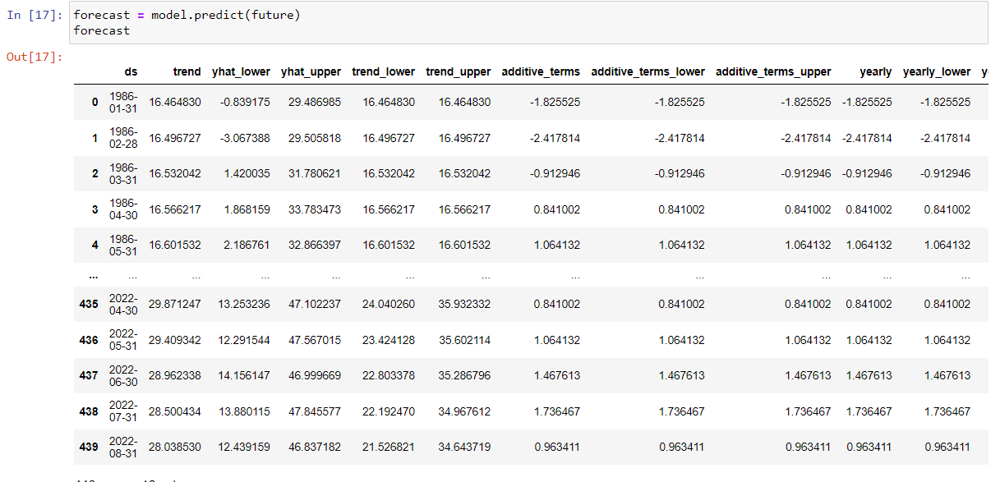 In [17]: forecast = model.predict(future)
forecast
Out[17]:
ds trend yhat_lower yhat_upper trend_lower trend_upper additive_terms additive_terms_lower additive_terms_upper yearly yearly_lower
0 1986-01-31 16.464830 -0.839175 29.486985 16.464830 16.464830 -1.825525 -1.825525 -1.825525 -1.825525 -1.825525
1 1986-02-28 16.496727 -3.067388 29.505818 16.496727 16.496727 -2.417814 -2.417814 -2.417814 -2.417814 -2.417814
2 1986-03-31 16.532042 1.420035 31.780621 16.532042 16.532042 -0.912946 -0.912946 -0.912946 -0.912946 -0.912946
3 1986-04-30 16.566217 1.868159 33.783473 16.566217 16.566217 0.841002 0.841002 0.841002 0.841002 0.841002
4 1986-05-31 16.601532 2.186761 32.866397 16.601532 16.601532 1.064132 1.064132 1.064132 1.064132 1.064132
... ... ... ... ... ... ... ... ... ... ... ...
435 2022-04-30 29.871247 13.253236 47.102237 24.040260 35.932332 0.841002 0.841002 0.841002 0.841002 0.841002
436 2022-05-31 29.409342 12.291544 47.567015 23.424128 35.602114 1.064132 1.064132 1.064132 1.064132 1.064132
437 2022-06-30 28.962338 14.156147 46.999669 22.803378 35.286796 1.467613 1.467613 1.467613 1.467613 1.467613
438 2022-07-31 28.500434 13.880115 47.845577 22.192470 34.967612 1.736467 1.736467 1.736467 1.736467 1.736467
439 2022-08-31 28.038530 12.439159 46.837182 21.526821 34.643719 0.963411 0.963411 0.963411 0.963411 0.963411